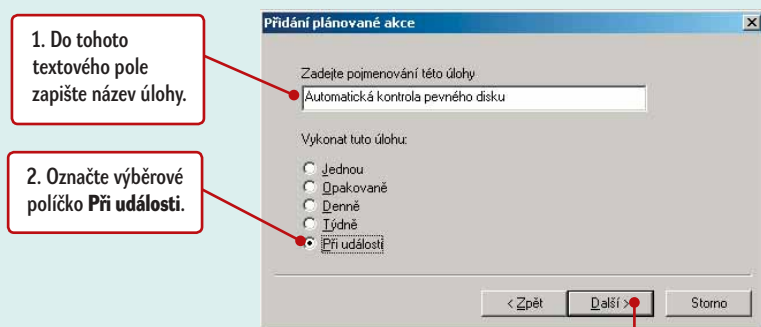 1. Do tohoto
textového pole
zapište název úlohy.
2. Označte výběrové
políčko Při události.
Přidání plánované akce
Zadejte pojmenování této úlohy
Automatická kontrola pevného disku
Vykonat tuto úlohu:
Jednou
Opakovaně
Denně
Týdně
Při události
< Zpět
Další >
Storno